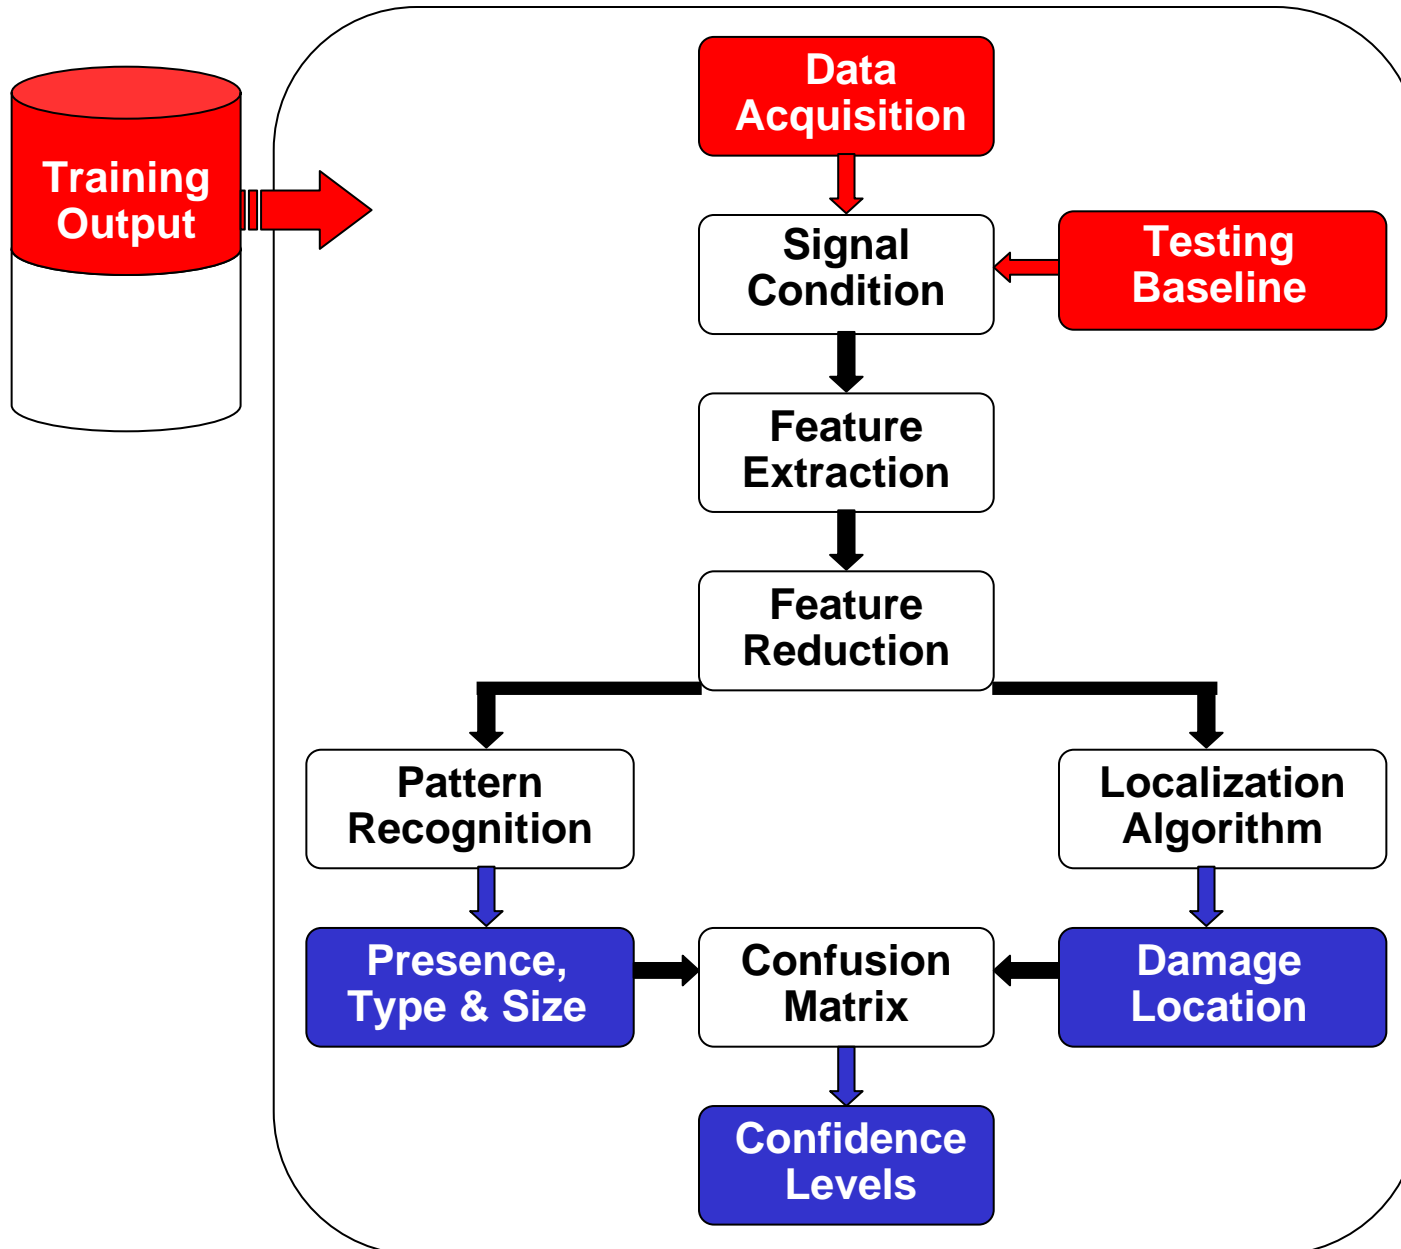 Data
Acquisition
Training
Output
Signal
Condition
Testing
Baseline
Feature
Extraction
Feature
Reduction
Pattern
Recognition
Localization
Algorithm
Presence,
Type & Size
Confusion
Matrix
Damage
Location
Confidence
Levels